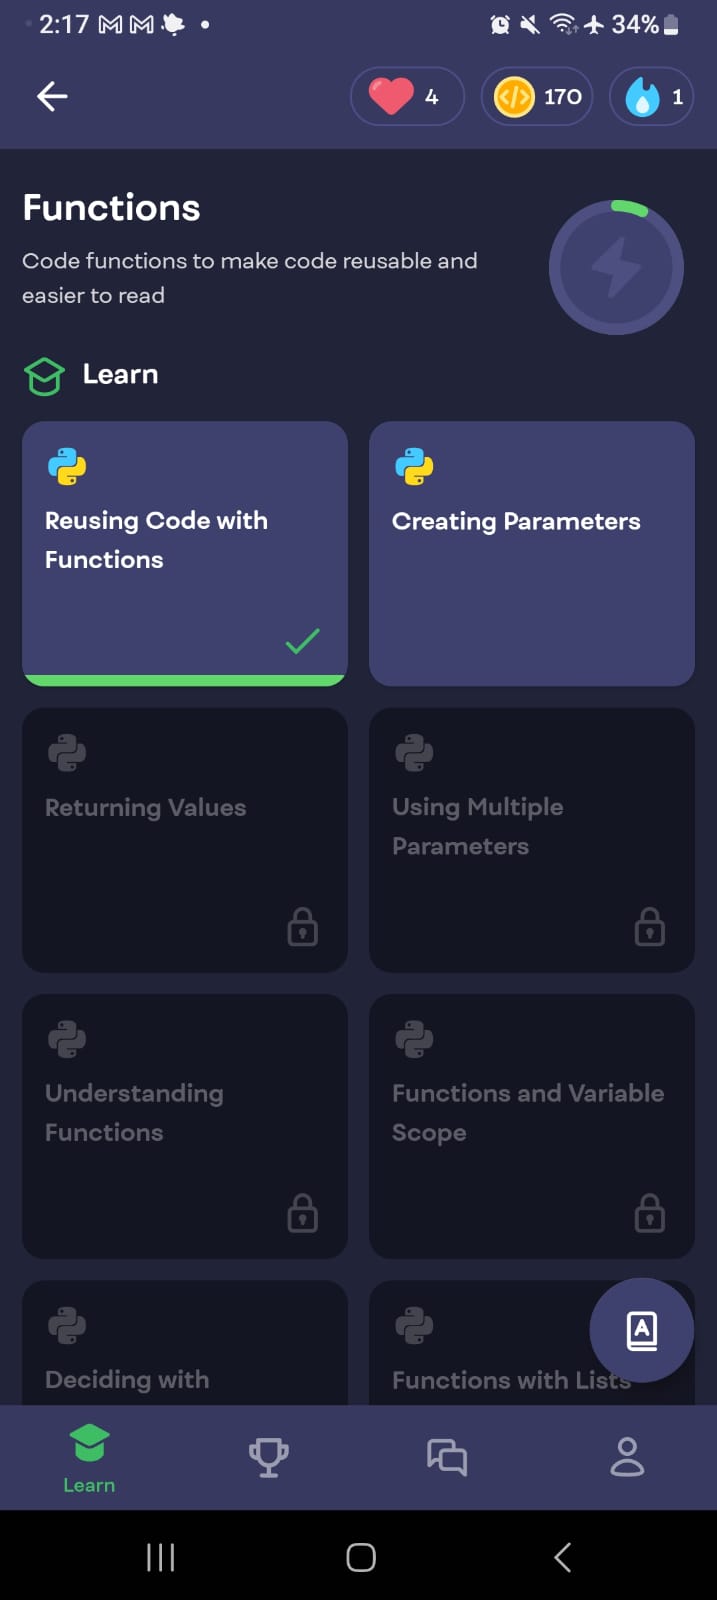 2:17
34%
4
170
1
Functions
Code functions to make code reusable and
easier to read
Learn
Reusing Code with
Functions
Creating Parameters
Returning Values
Using Multiple
Parameters
Understanding
Functions
Functions and Variable
Scope
Deciding with
Functions with Lists
Learn